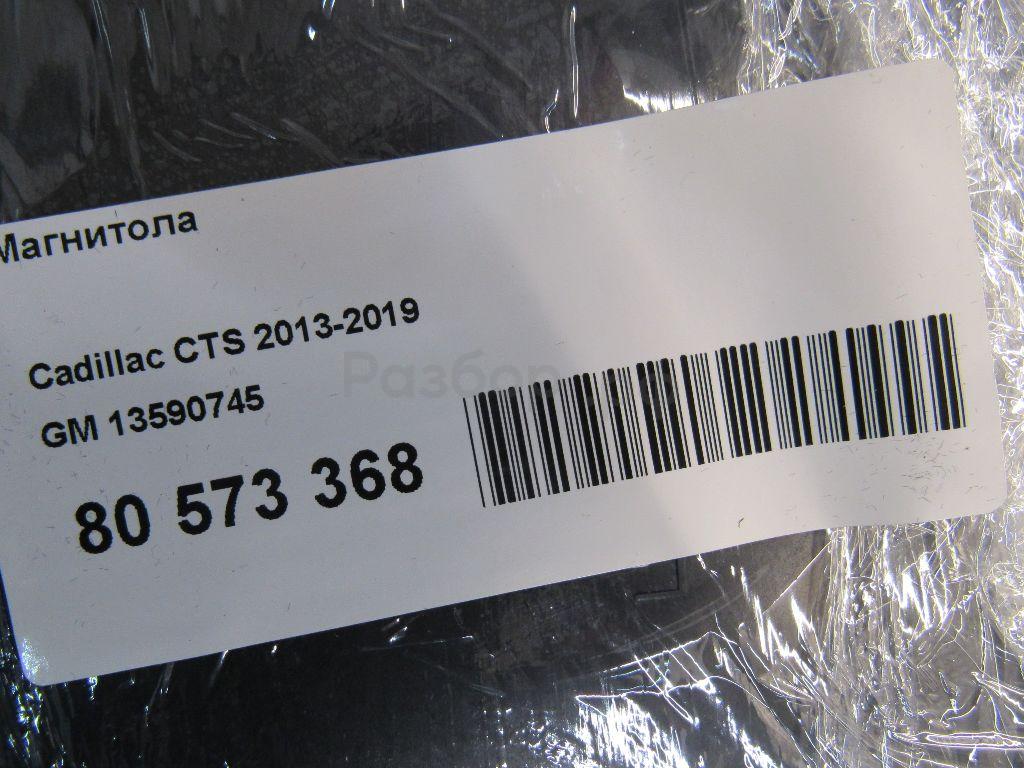 Магнитола
Cadillac CTS 2013-2019
GM 13590745
80 573 368